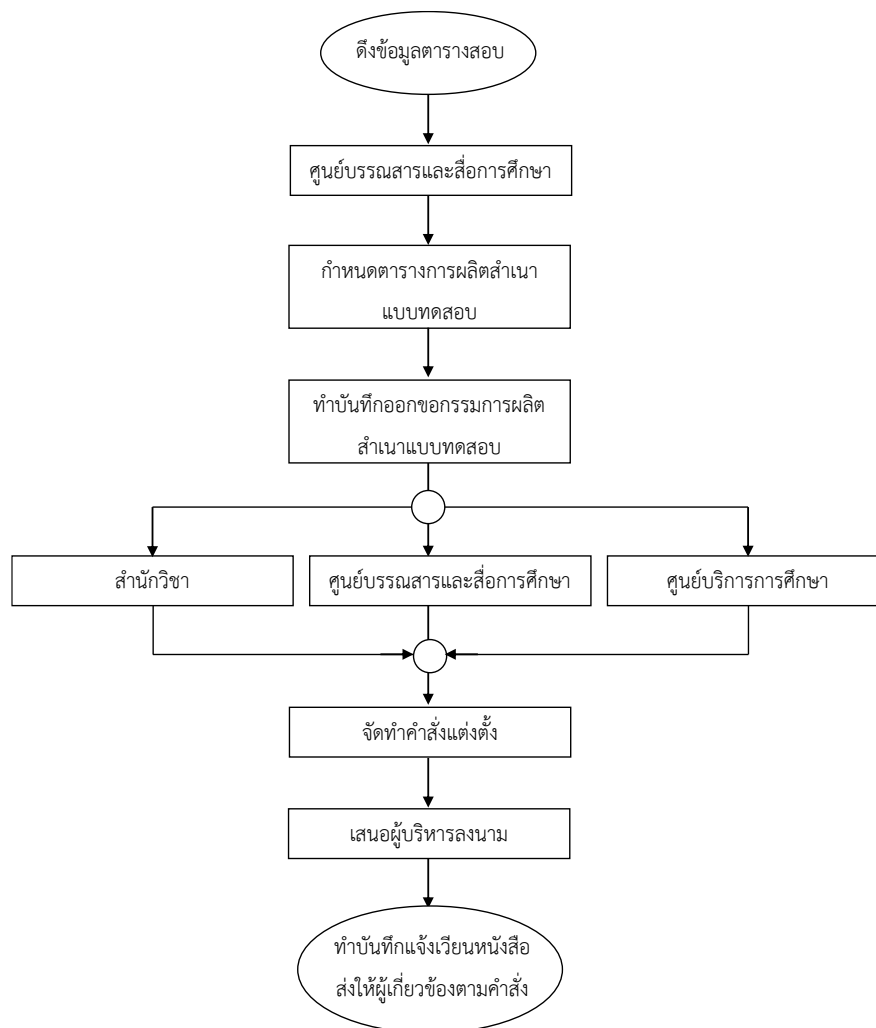 ดึงข้อมูลตารางสอบ
ศูนย์บรรณสารและสื่อการศึกษา
กำหนดตารางการผลิตสำเนา
แบบทดสอบ
ทำบันทึกออกขอกรรมการผลิต
สำเนาแบบทดสอบ
สำนักวิชา
ศูนย์บรรณสารและสื่อการศึกษา
ศูนย์บริการการศึกษา
จัดทำคำสั่งแต่งตั้ง
เสนอผู้บริหารลงนาม
ทำบันทึกแจ้งเวียนหนังสือ
ส่งให้ผู้เกี่ยวข้องตามคำสั่ง